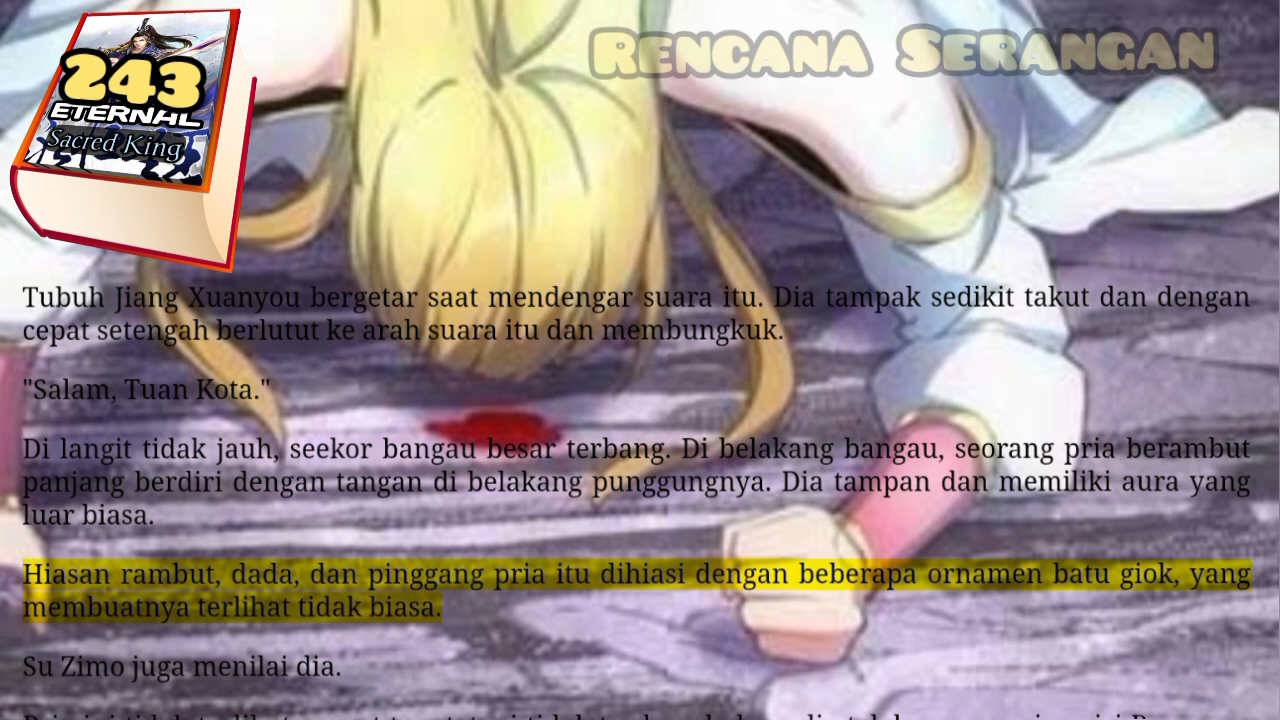 243
ETERNAL
Sacred King
RENCANA SERANGAN
Tubuh Jiang Xuanyou bergetar saat mendengar suara itu. Dia tampak sedikit takut dan dengan
cepat setengah berlutut ke arah suara itu dan membungkuk.
"Salam, Tuan Kota."
Di langit tidak jauh, seekor bangau besar terbang. Di belakang bangau, seorang pria berambut
panjang berdiri dengan tangan di belakang punggungnya. Dia tampan dan memiliki aura yang
luar biasa.
Hiasan rambut, dada, dan pinggang pria itu dihiasi dengan beberapa ornamen batu giok, yang
membuatnya terlihat tidak biasa.
Su Zimo juga menilai dia.